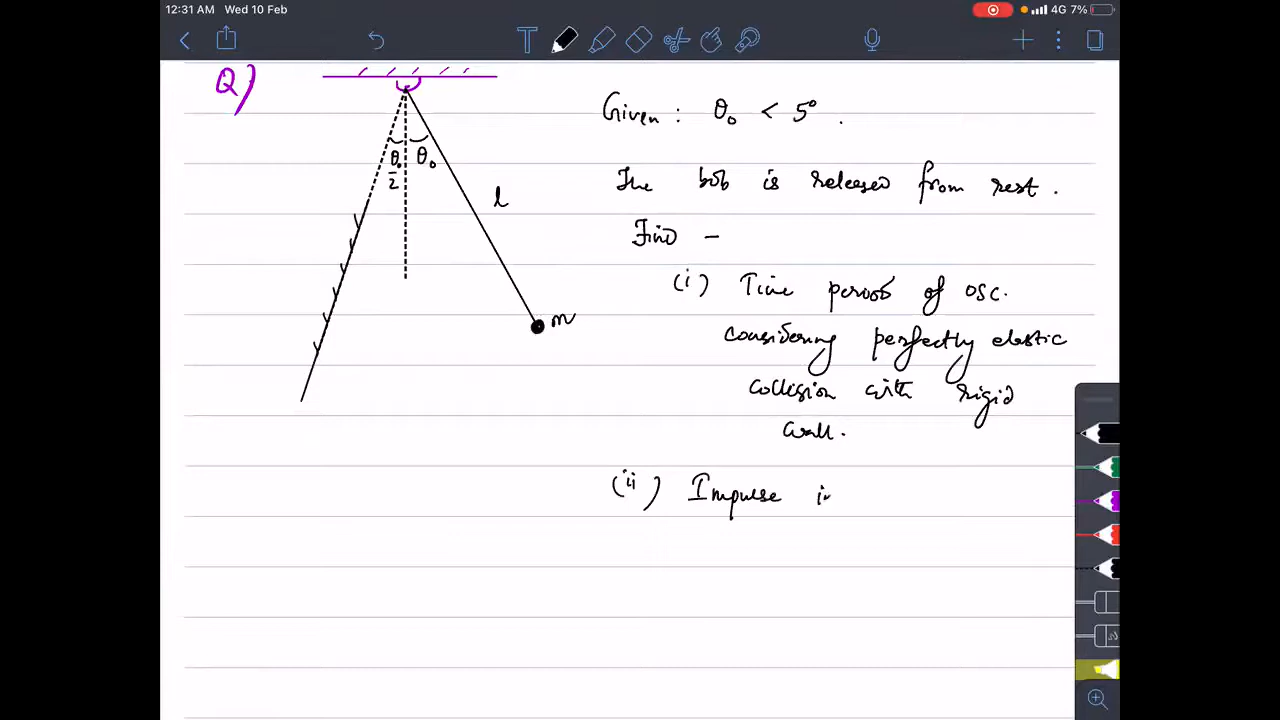 12:31 AM Wed 10 Feb
4G 7%
T
Q)
θ₀/2
θ₀
l
m
Given : θ₀ < 5° .
The bob is released from rest .
Find –
(i) Time period of osc.
considering perfectly elastic
collision with rigid
wall.
(ii) Impulse